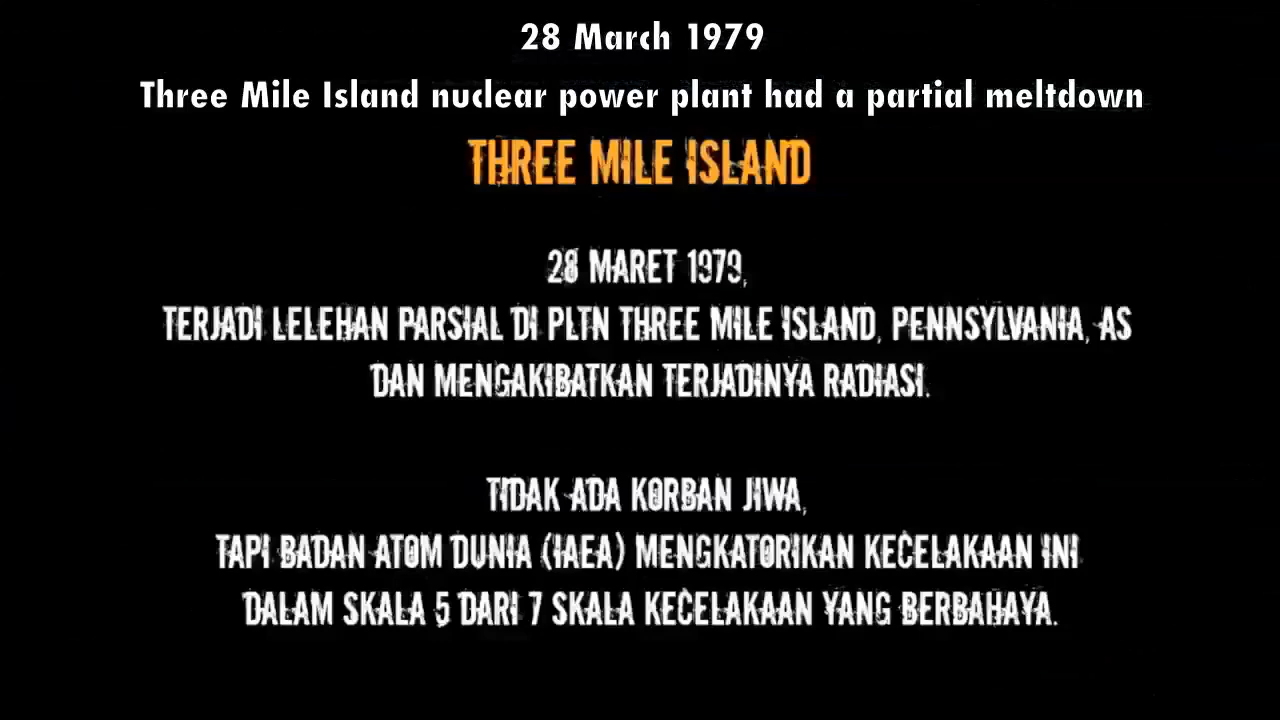 28 March 1979
Three Mile Island nuclear power plant had a partial meltdown
THREE MILE ISLAND
28 MARET 1979,
TERJADI LELEHAN PARSIAL DI PLTN THREE MILE ISLAND, PENNSYLVANIA, AS
DAN MENGAKIBATKAN TERJADINYA RADIASI.
TIDAK ADA KORBAN JIWA,
TAPI BADAN ATOM DUNIA (IAEA) MENGKATORIKAN KECELAKAAN INI
DALAM SKALA 5 DARI 7 SKALA KECELAKAAN YANG BERBAHAYA.